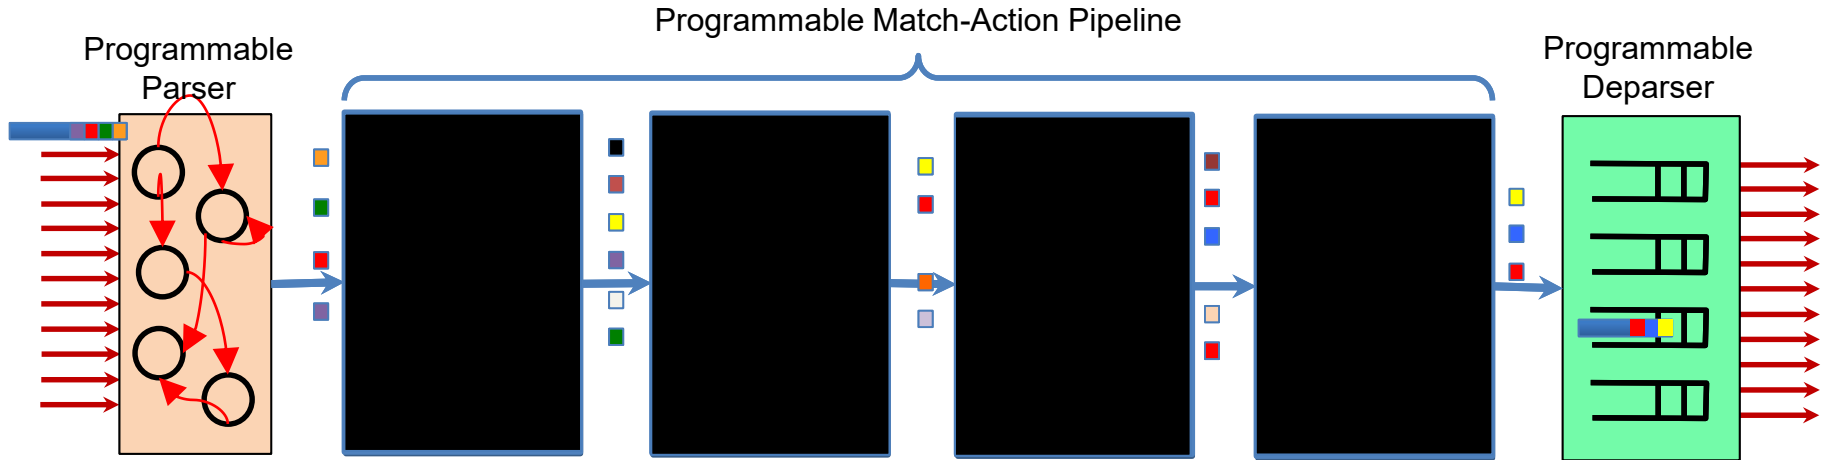 Programmable Match-Action Pipeline
Programmable
Parser
Programmable
Deparser